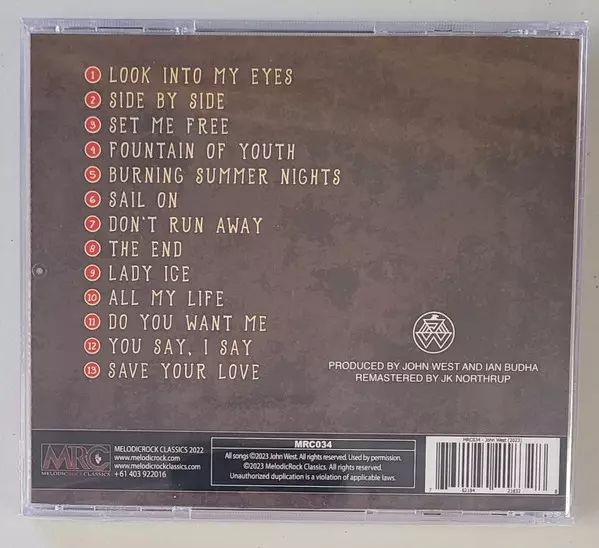 1 LOOK INTO MY EYES
2 SIDE BY SIDE
3 SET ME FREE
4 FOUNTAIN OF YOUTH
5 BURNING SUMMER NIGHTS
6 SAIL ON
7 DON'T RUN AWAY
8 THE END
9 LADY ICE
10 ALL MY LIFE
11 DO YOU WANT ME
12 YOU SAY, I SAY
13 SAVE YOUR LOVE
PRODUCED BY JOHN WEST AND IAN BUDHA
REMASTERED BY JK NORTHRUP
MRC
MELODICROCK CLASSICS
MELODICROCK CLASSICS 2022
www.melodicrock.com
www.melodicrockclassics.com
+61 403 922016
MRC034
All songs ©2023 John West. All rights reserved. Used by permission.
©2023 MelodicRock Classics. All rights reserved.
Unauthorized duplication is a violation of applicable laws.
MRC034 - John West (2023)